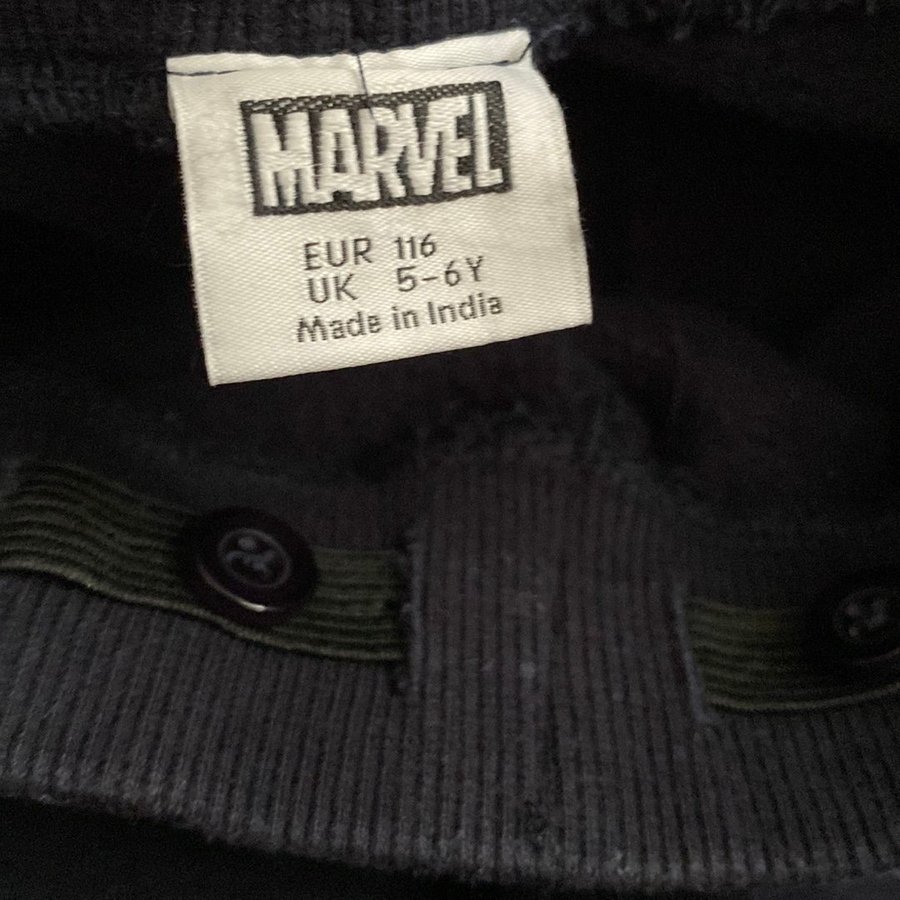 MARVEL
EUR 116
UK 5-6Y
Made in India